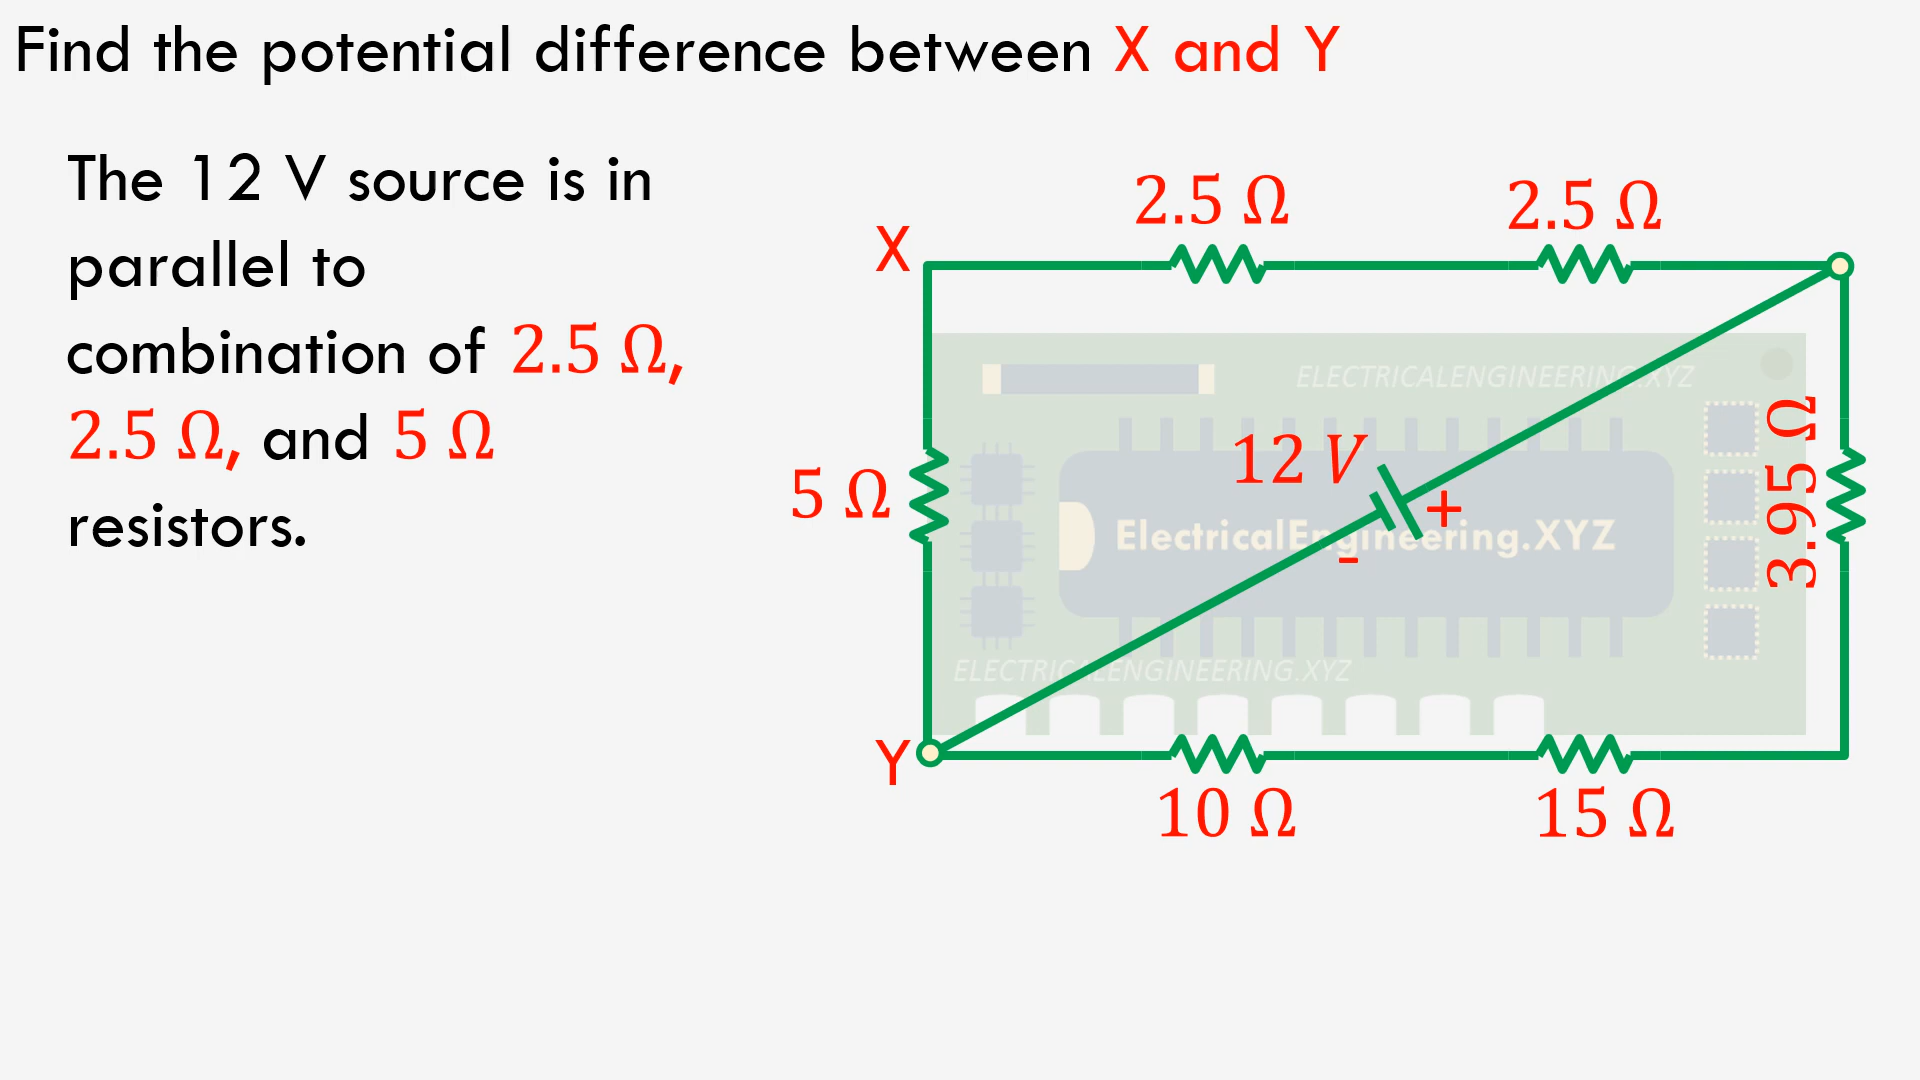 Find the potential difference between X and Y
The 12 V source is in
parallel to
combination of 2.5 Ω,
2.5 Ω, and 5 Ω
resistors.
2.5 Ω
2.5 Ω
X
ELECTRICALENGINEERING.XYZ
12 V
5 Ω
+
3.95 Ω
ElectricalEngineering.XYZ
-
ELECTRICALENGINEERING.XYZ
Y
10 Ω
15 Ω